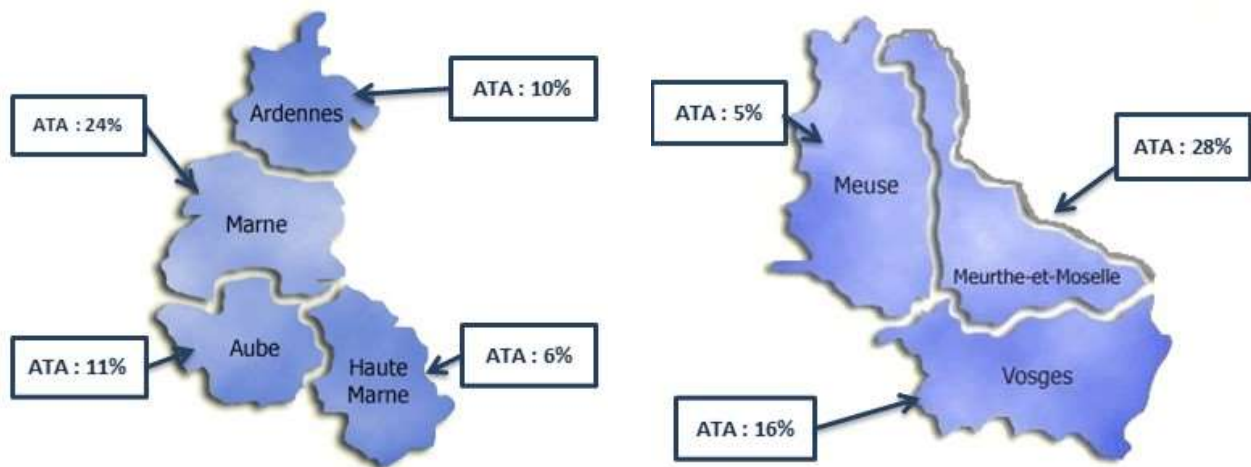 ATA : 10%
Ardennes
ATA : 24%
Marne
ATA : 11%
Aube
Haute
Marne
ATA : 6%
ATA : 5%
Meuse
ATA : 28%
Meurthe-et-Moselle
Vosges
ATA : 16%